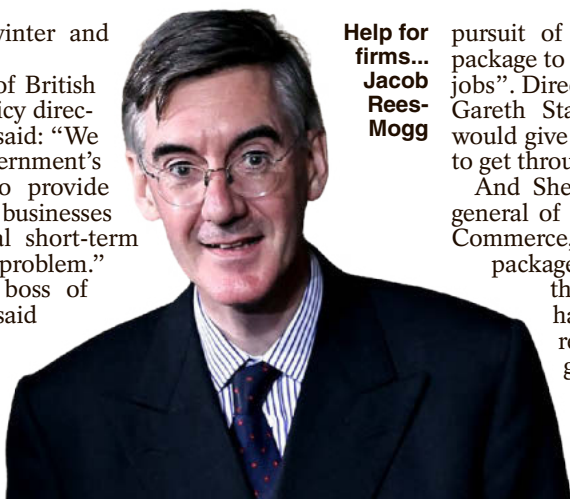 winter and
of British
icy direc-
said: “We
ernment’s
o provide
businesses
al short-term
problem.”
boss of
said
Help for
firms...
Jacob
Rees-
Mogg
pursuit of
package to
jobs”. Direc
Gareth Sta
would give
to get throu
And She
general of
Commerce,
package
th
ha
re
g